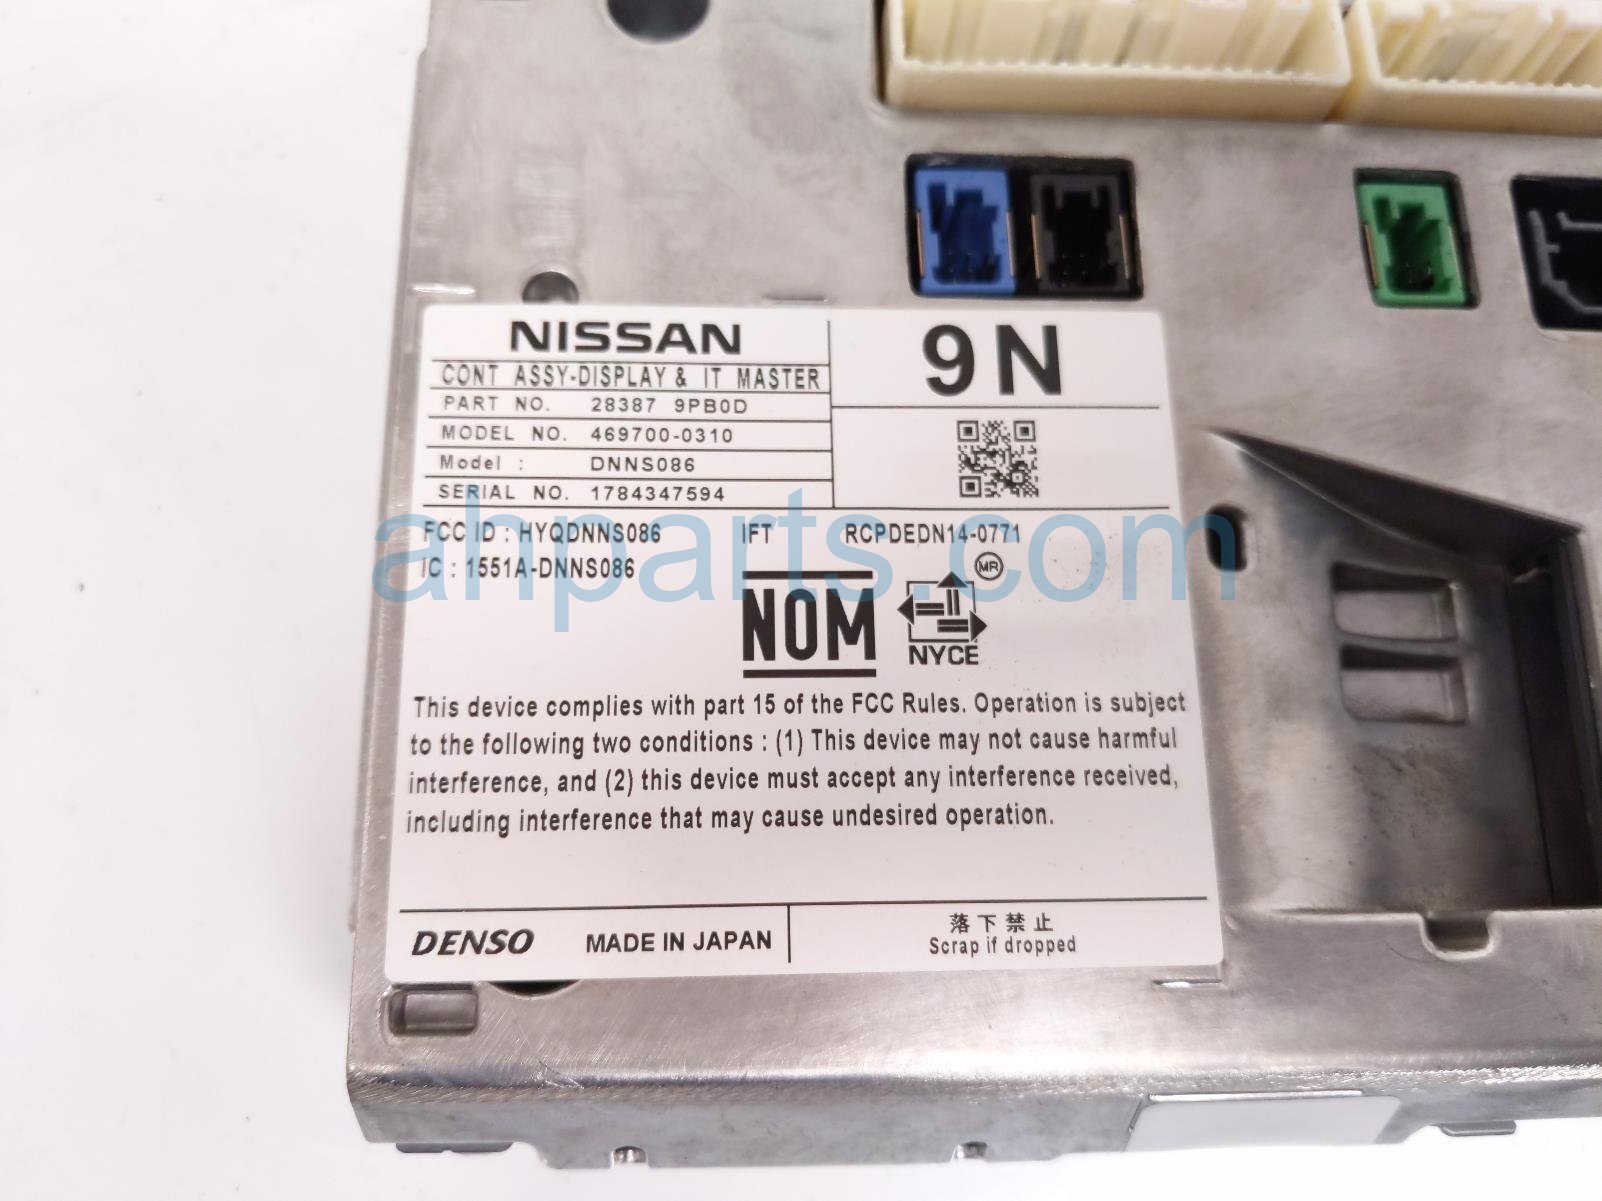 NISSAN
CONT ASSY-DISPLAY & IT MASTER
PART NO. 28387 9PB0D
MODEL NO. 469700-0310
Model : DNNS086
SERIAL NO. 1784347594
9N
FCC ID : HYQDNNS086 IFT RCPDEDN14-0771
IC : 1551A-DNNS086
MR
NOM
NYCE
ahparts.com
This device complies with part 15 of the FCC Rules. Operation is subject
to the following two conditions : (1) This device may not cause harmful
interference, and (2) this device must accept any interference received,
including interference that may cause undesired operation.
DENSO MADE IN JAPAN
落下禁止
Scrap if dropped